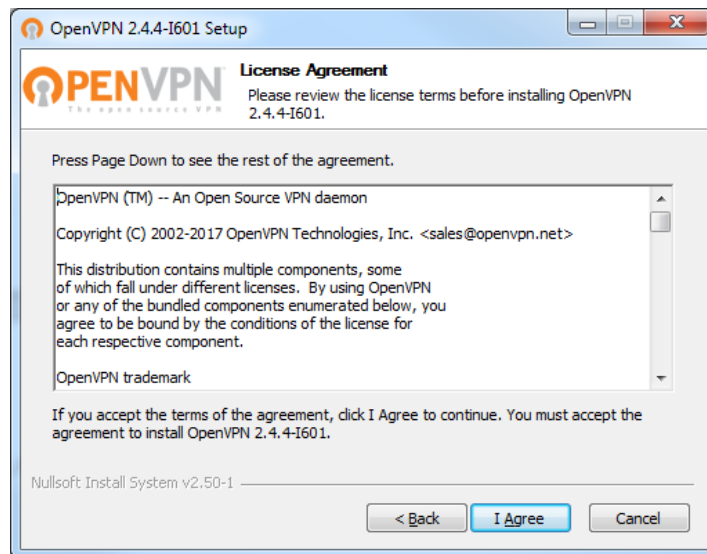 OpenVPN 2.4.4-I601 Setup
OPENVPN
The open source VPN
License Agreement
Please review the license terms before installing OpenVPN
2.4.4-I601.
Press Page Down to see the rest of the agreement.
OpenVPN (TM) -- An Open Source VPN daemon
Copyright (C) 2002-2017 OpenVPN Technologies, Inc. <sales@openvpn.net>
This distribution contains multiple components, some
of which fall under different licenses.  By using OpenVPN
or any of the bundled components enumerated below, you
agree to be bound by the conditions of the license for
each respective component.
OpenVPN trademark
If you accept the terms of the agreement, click I Agree to continue. You must accept the
agreement to install OpenVPN 2.4.4-I601.
Nullsoft Install System v2.50-1
< Back
I Agree
Cancel